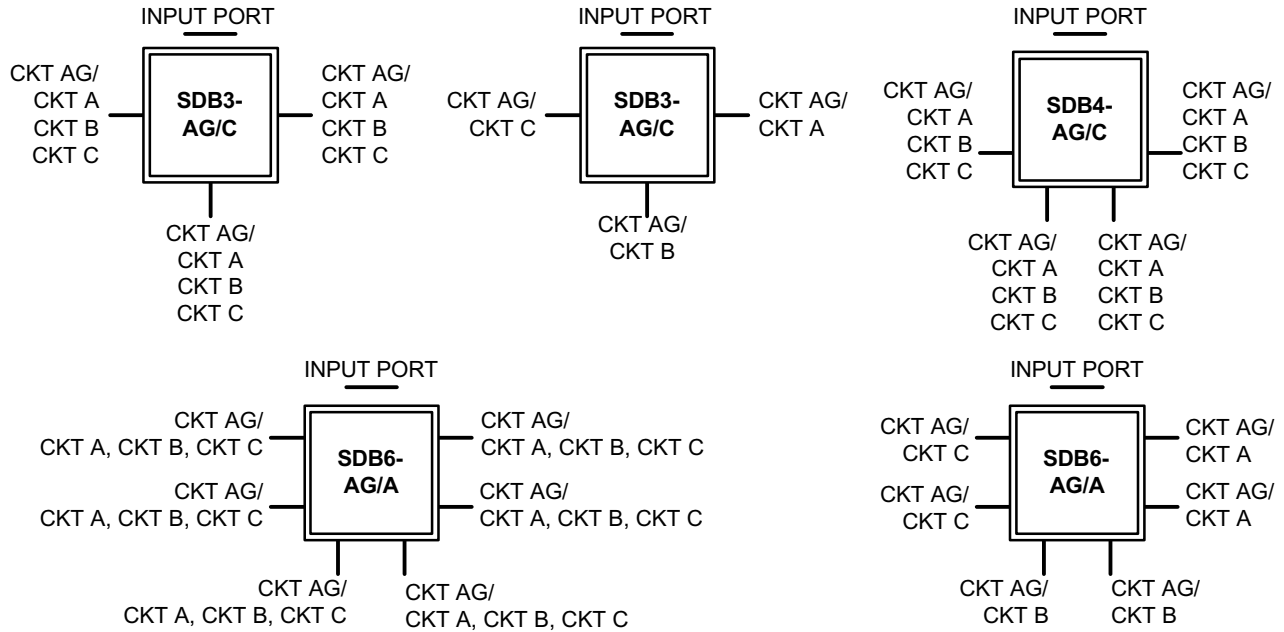 INPUT PORT
CKT AG/
CKT A
CKT B
CKT C
SDB3-
AG/C
CKT AG/
CKT A
CKT B
CKT C
CKT AG/
CKT A
CKT B
CKT C
INPUT PORT
CKT AG/
CKT C
SDB3-
AG/C
CKT AG/
CKT A
CKT AG/
CKT B
INPUT PORT
CKT AG/
CKT A
CKT B
CKT C
SDB4-
AG/C
CKT AG/
CKT A
CKT B
CKT C
CKT AG/
CKT A
CKT B
CKT C
CKT AG/
CKT A
CKT B
CKT C
INPUT PORT
CKT AG/
CKT A, CKT B, CKT C
CKT AG/
CKT A, CKT B, CKT C
SDB6-
AG/A
CKT AG/
CKT A, CKT B, CKT C
CKT AG/
CKT A, CKT B, CKT C
CKT AG/
CKT A, CKT B, CKT C
CKT AG/
CKT A, CKT B, CKT C
INPUT PORT
CKT AG/
CKT C
CKT AG/
CKT C
SDB6-
AG/A
CKT AG/
CKT A
CKT AG/
CKT A
CKT AG/
CKT B
CKT AG/
CKT B